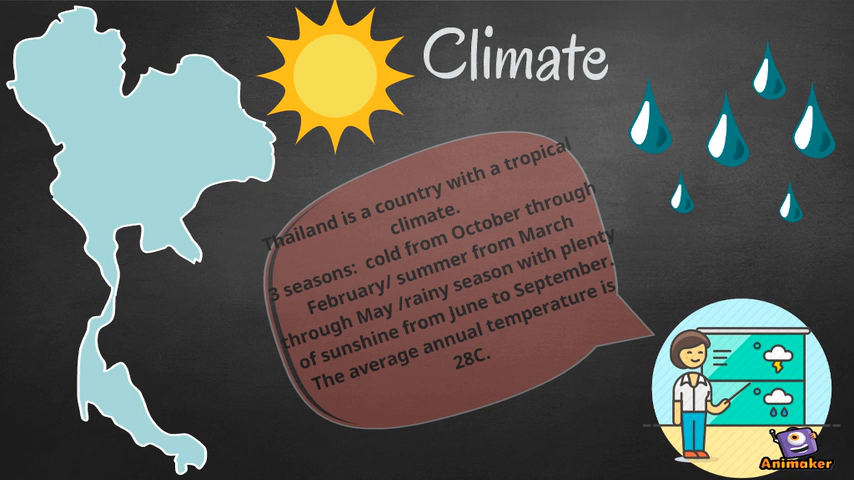 Climate
Thailand is a country with a tropical
climate.
3 seasons: cold from October through
February/ summer from March
through May /rainy season with plenty
of sunshine from June to September.
The average annual temperature is
28C.
Animaker